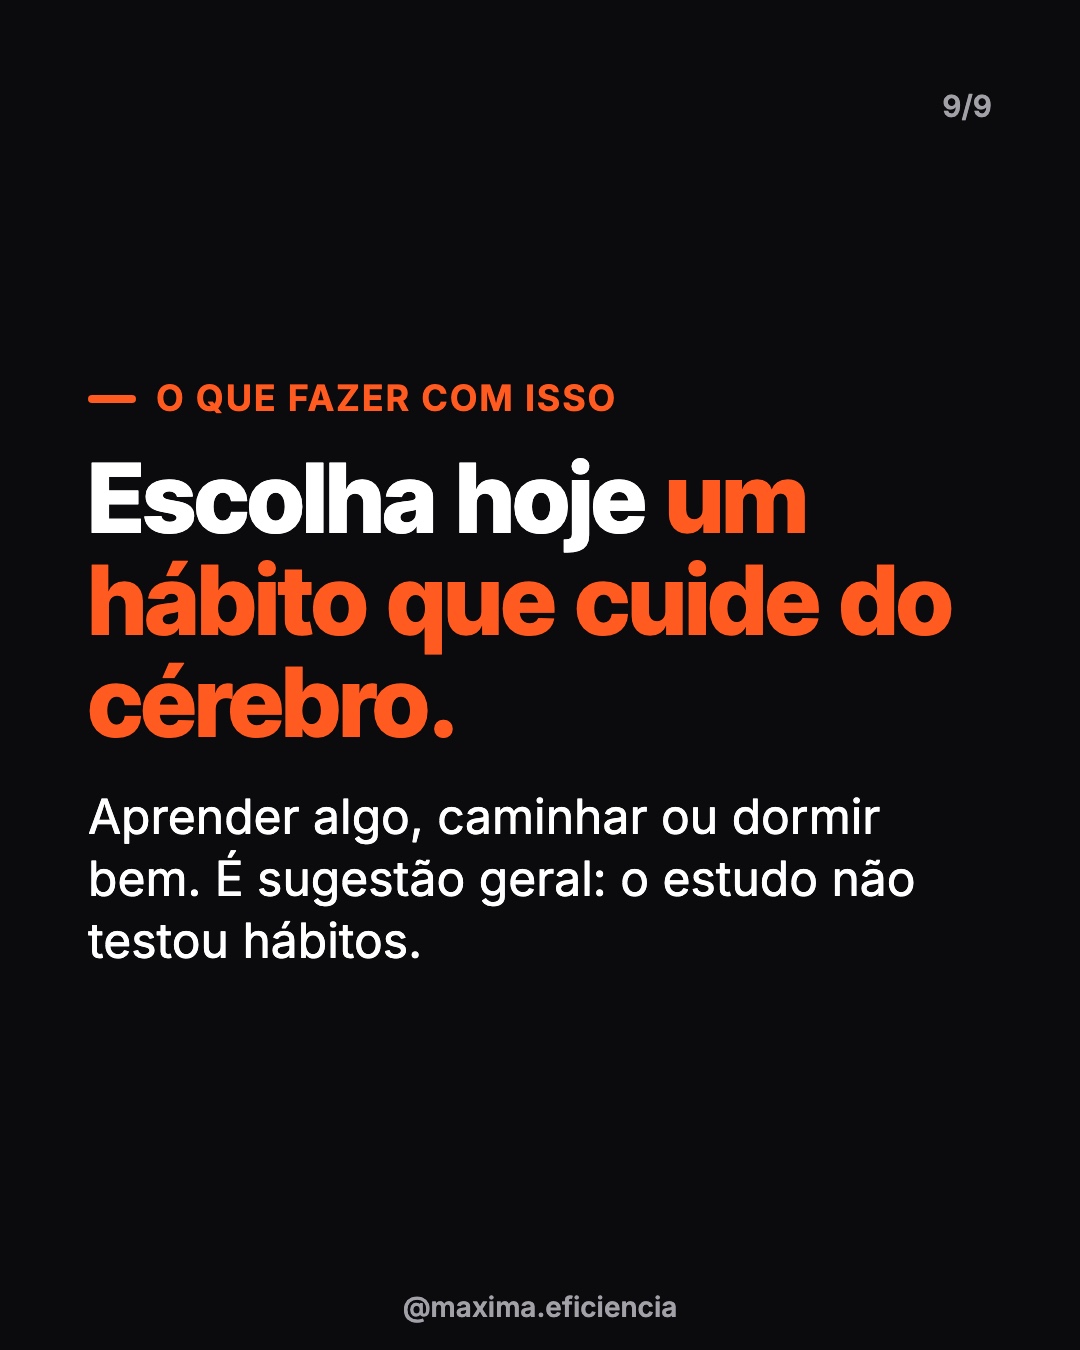 9/9
O QUE FAZER COM ISSO
Escolha hoje um
hábito que cuide do
cérebro.
Aprender algo, caminhar ou dormir
bem. É sugestão geral: o estudo não
testou hábitos.
@maxima.eficiencia